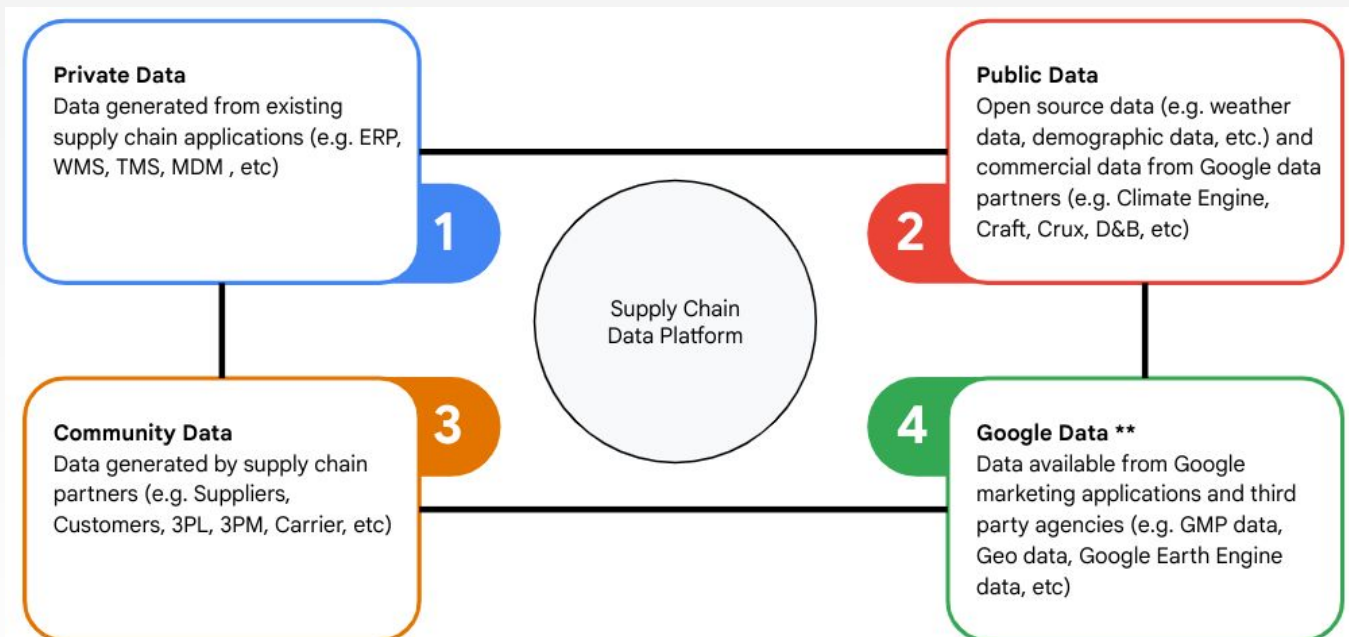 Private Data
Data generated from existing
supply chain applications (e.g. ERP,
WMS, TMS, MDM , etc)
1
Public Data
Open source data (e.g. weather
data, demographic data, etc.) and
commercial data from Google data
partners (e.g. Climate Engine,
Craft, Crux, D&B, etc)
2
Supply Chain
Data Platform
Community Data
Data generated by supply chain
partners (e.g. Suppliers,
Customers, 3PL, 3PM, Carrier, etc)
3
Google Data **
Data available from Google
marketing applications and third
party agencies (e.g. GMP data,
Geo data, Google Earth Engine
data, etc)
4